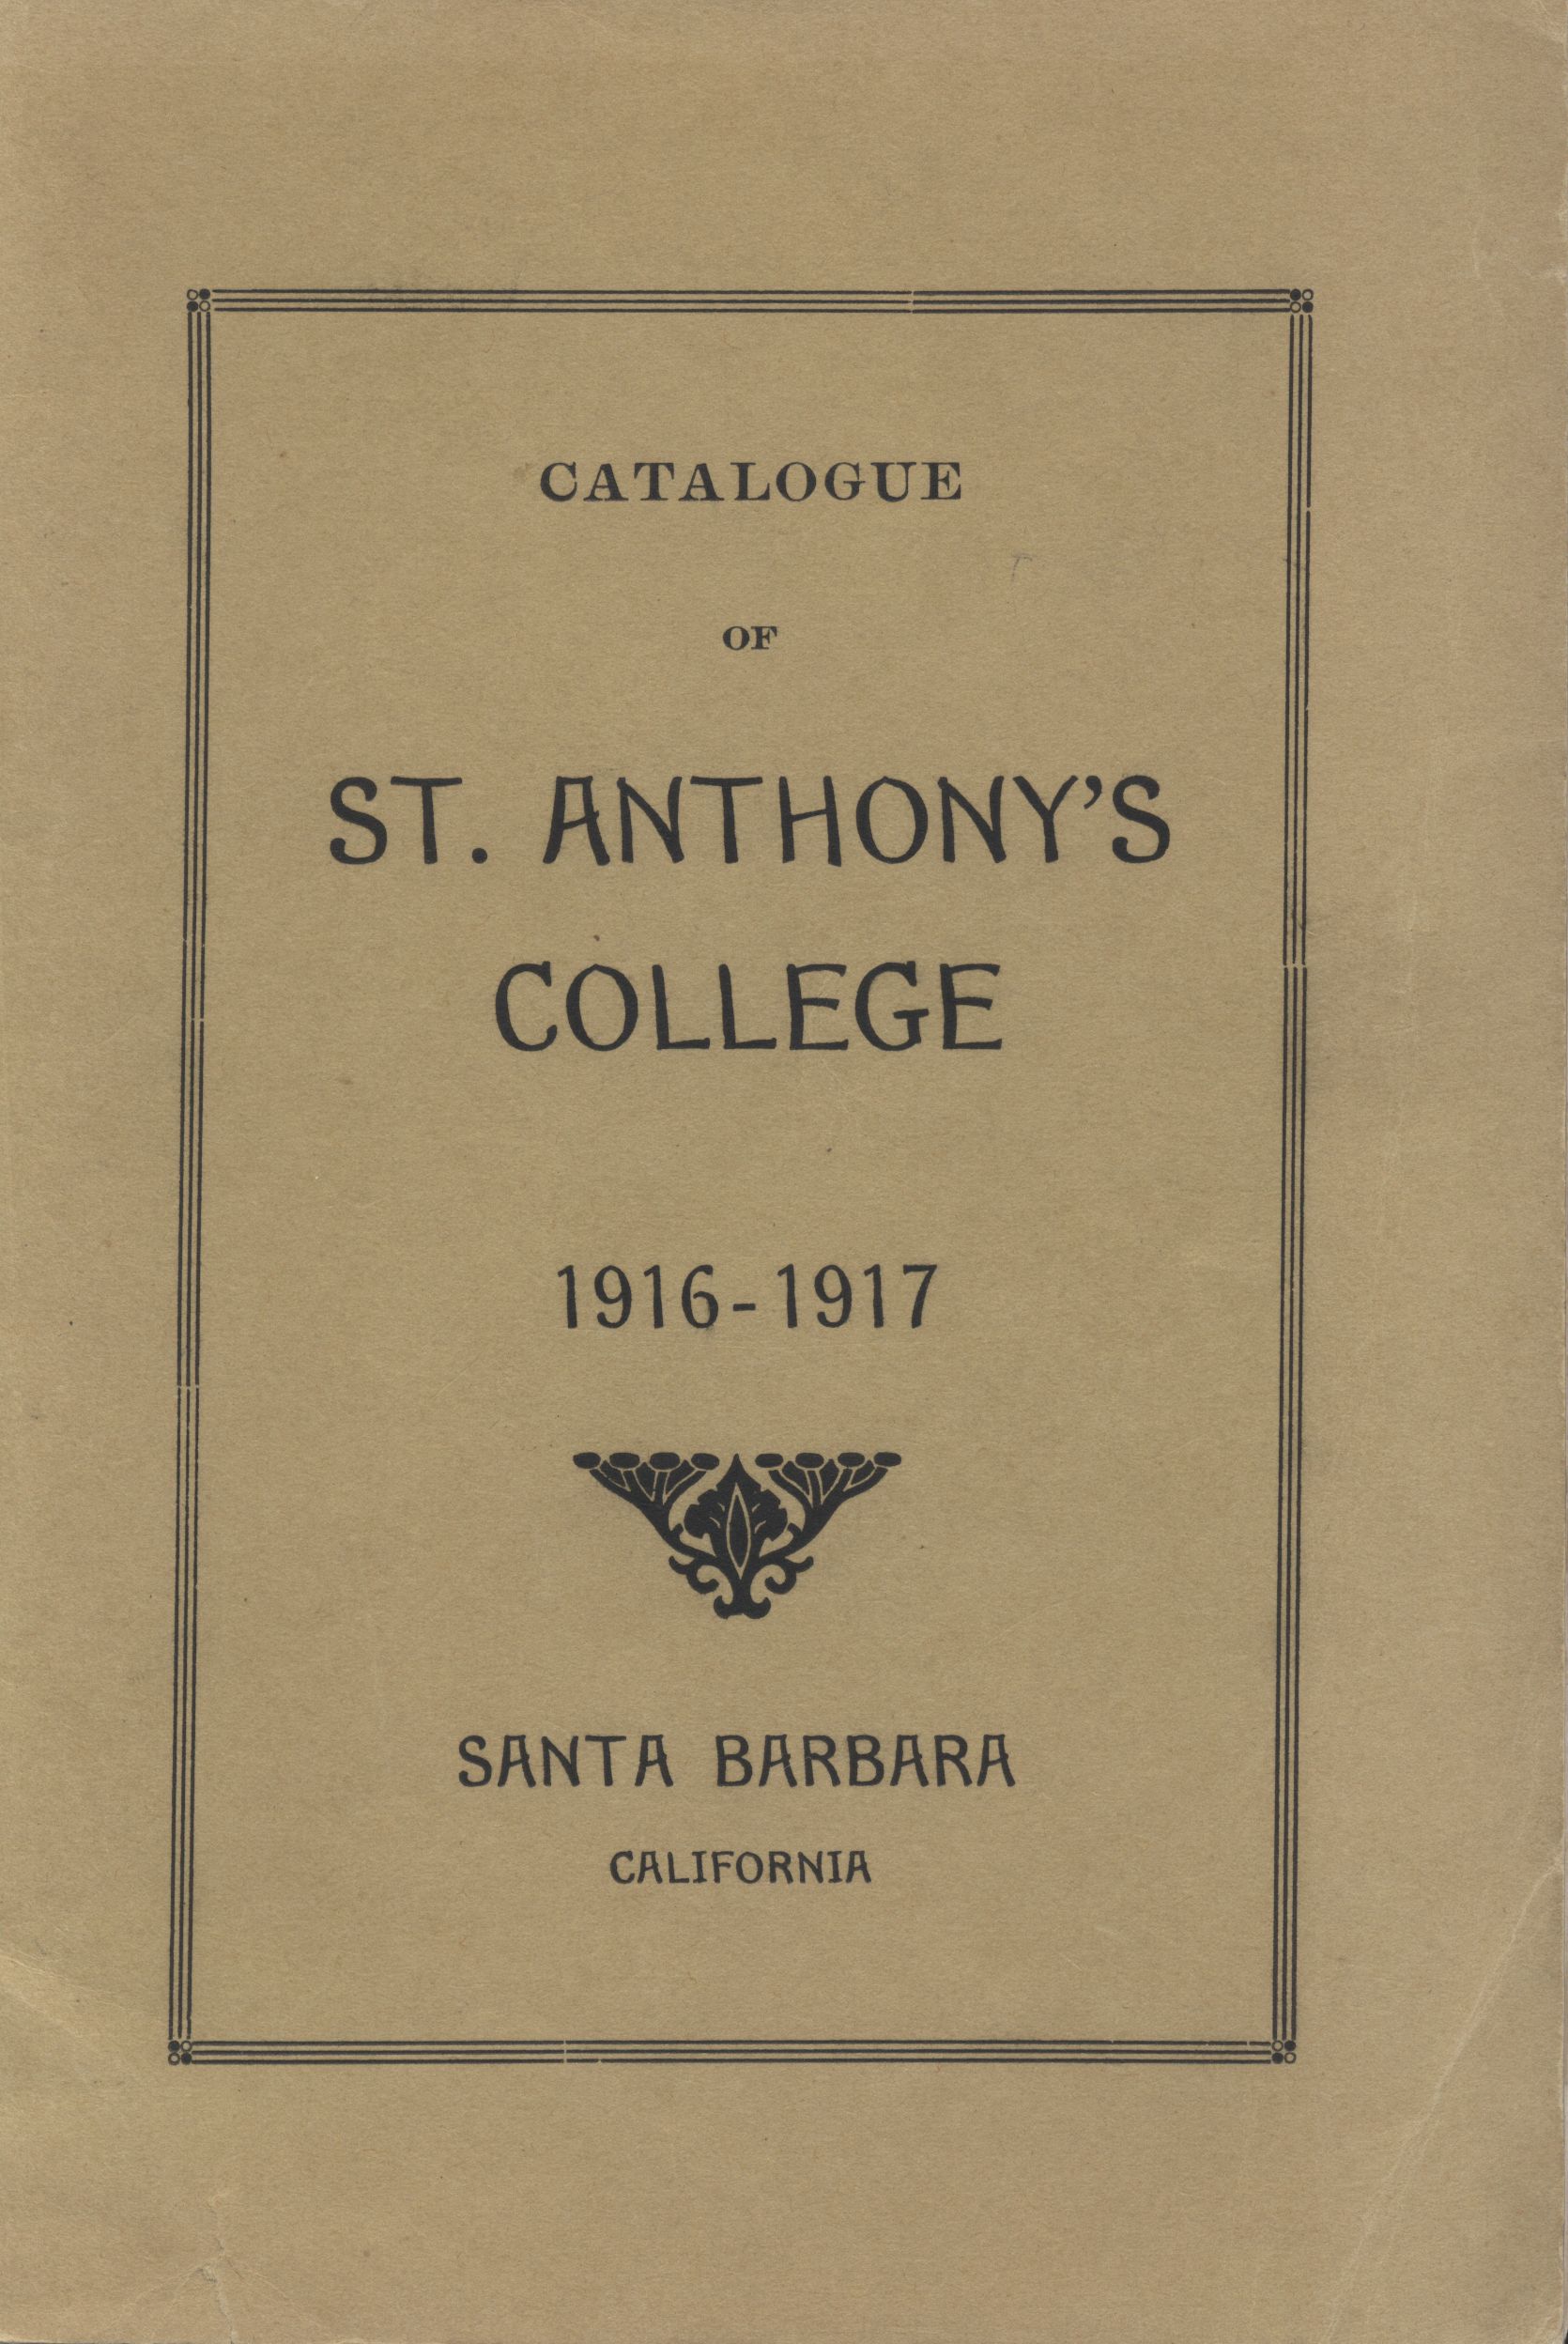 CATALOGUE
OF
ST. ANTHONY'S
COLLEGE
1916-1917
SANTA BARBARA
CALIFORNIA